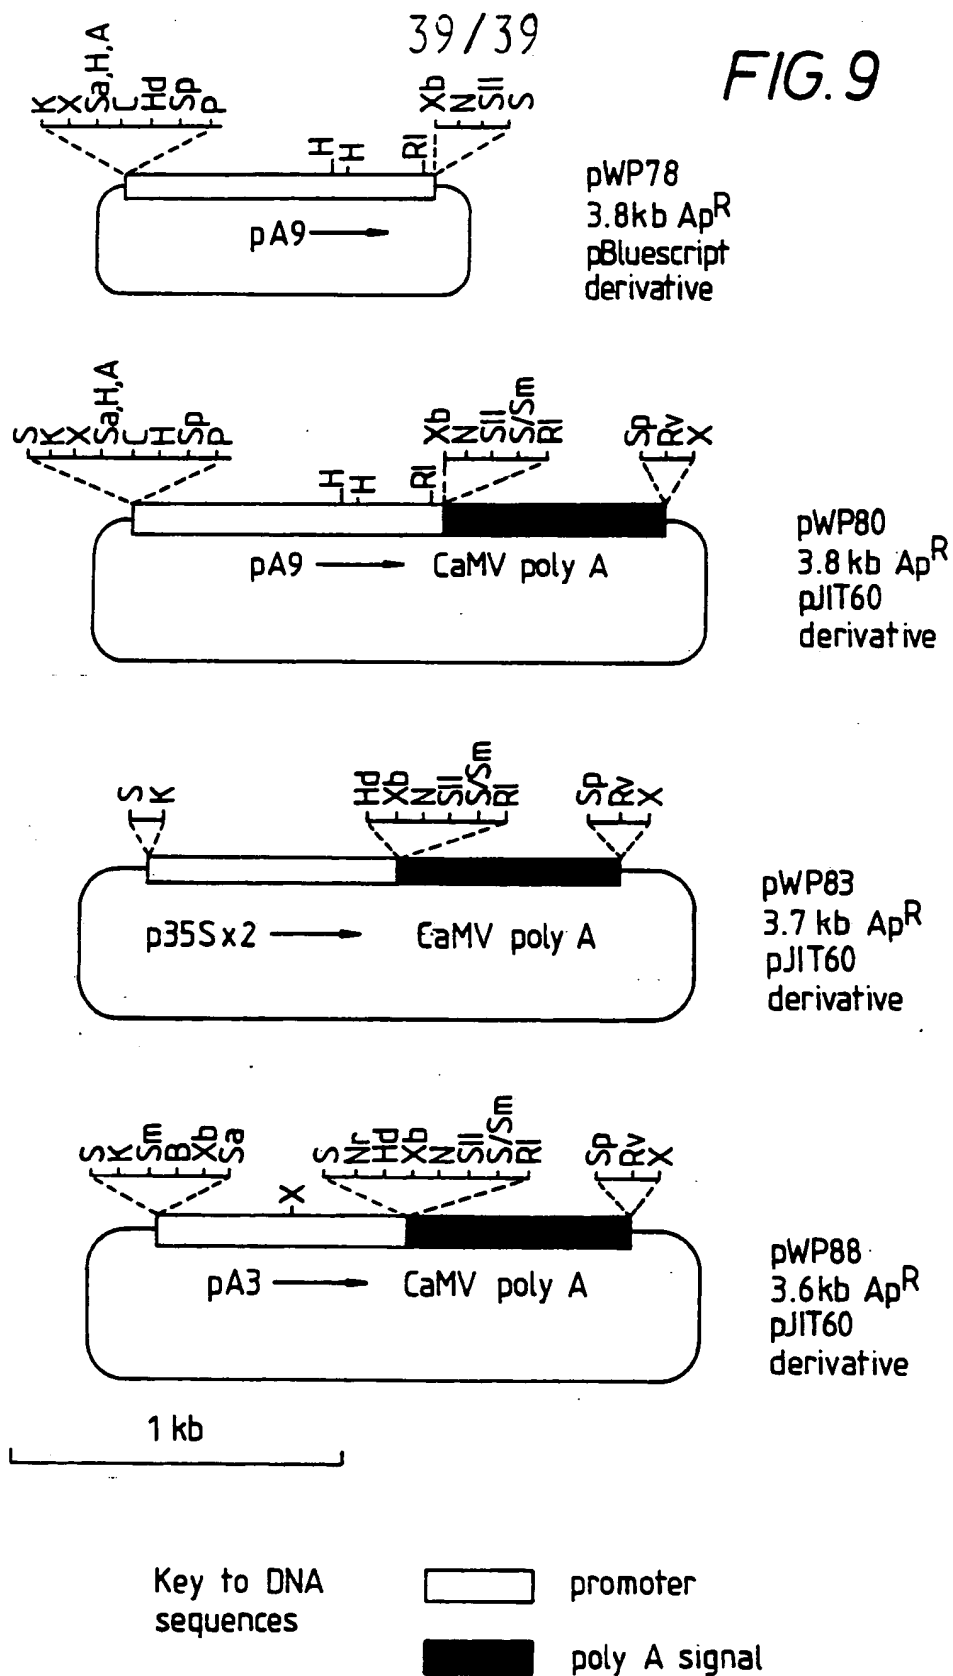 39/39
FIG. 9
K X Sa,H,A C Hd Sp P
Xb N SII S
H H RI
pWP78
3.8kb ApR
pBluescript
derivative
pA9
S K X Sa,H,A C H Sp P
Xb N SII S/Sm RI
Sp Rv X
H H RI
pWP80
3.8kb ApR
pJIT60
derivative
pA9
CaMV poly A
S K
Hd Xb N SII S/Sm RI
Sp Rv X
pWP83
3.7 kb ApR
pJIT60
derivative
p35Sx2
CaMV poly A
S K Sm B Xb Sa
X
S Nr Hd Xb N SII S/Sm RI
Sp Rv X
pWP88
3.6kb ApR
pJIT60
derivative
pA3
CaMV poly A
1 kb
Key to DNA
sequences
promoter
poly A signal